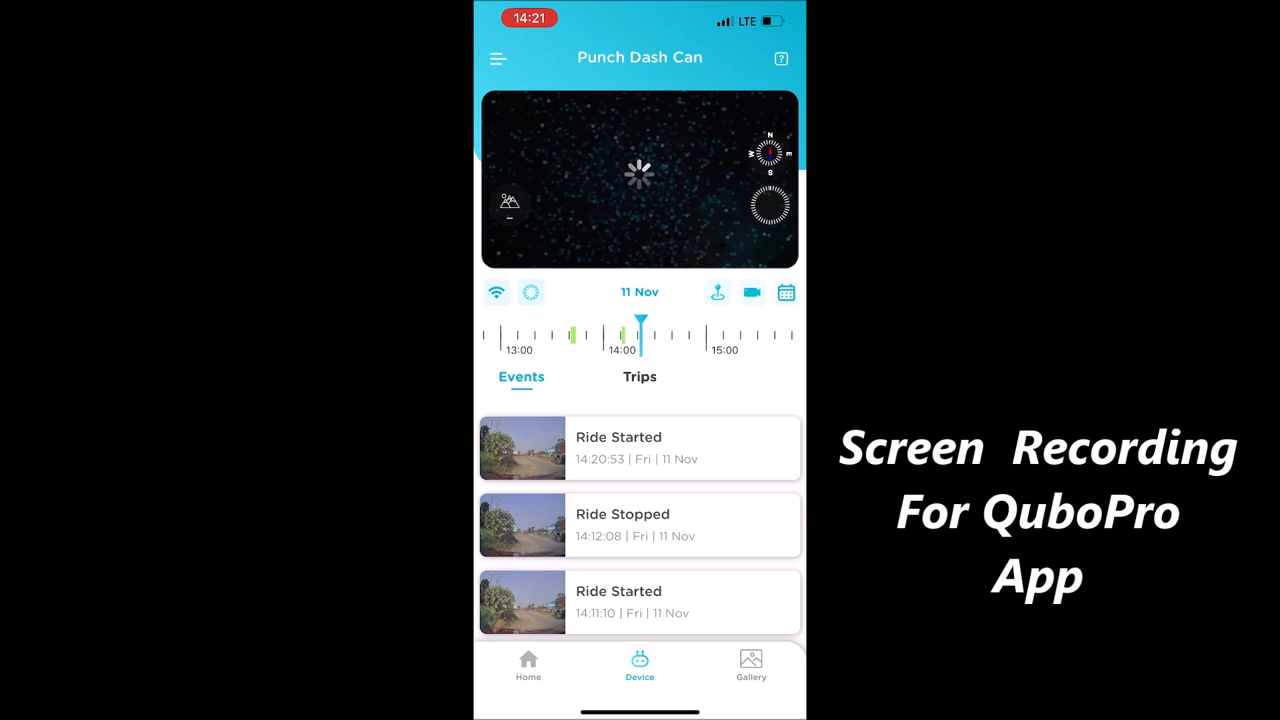 14:21
LTE
Punch Dash Can
?
N
W
S
11 Nov
13:00
14:00
15:00
Events
Trips
Ride Started
14:20:53 | Fri | 11 Nov
Ride Stopped
14:12:08 | Fri | 11 Nov
Ride Started
14:11:10 | Fri | 11 Nov
Home
Device
Gallery
Screen Recording
For QuboPro
App